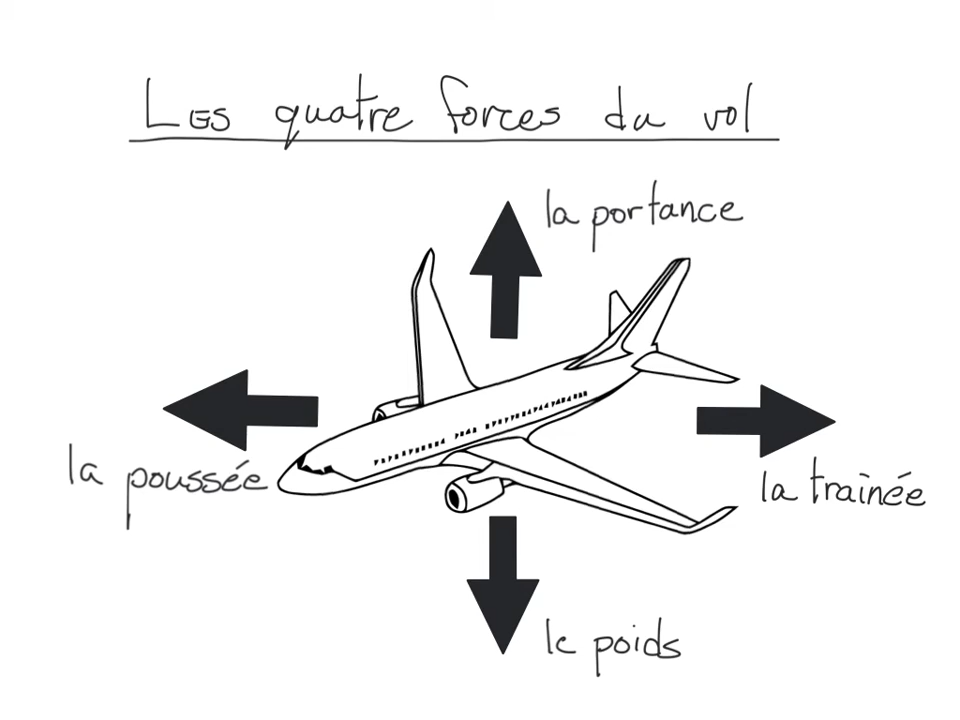 Les quatre forces du vol
la portance
la poussée
la trainée
le poids